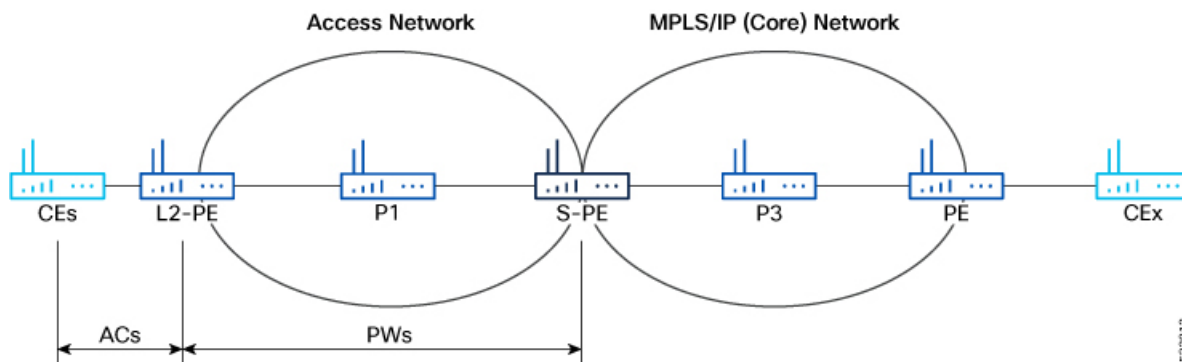 Access Network
MPLS/IP (Core) Network
CEs
L2-PE
P1
S-PE
P3
PE
CEx
ACs
PWs